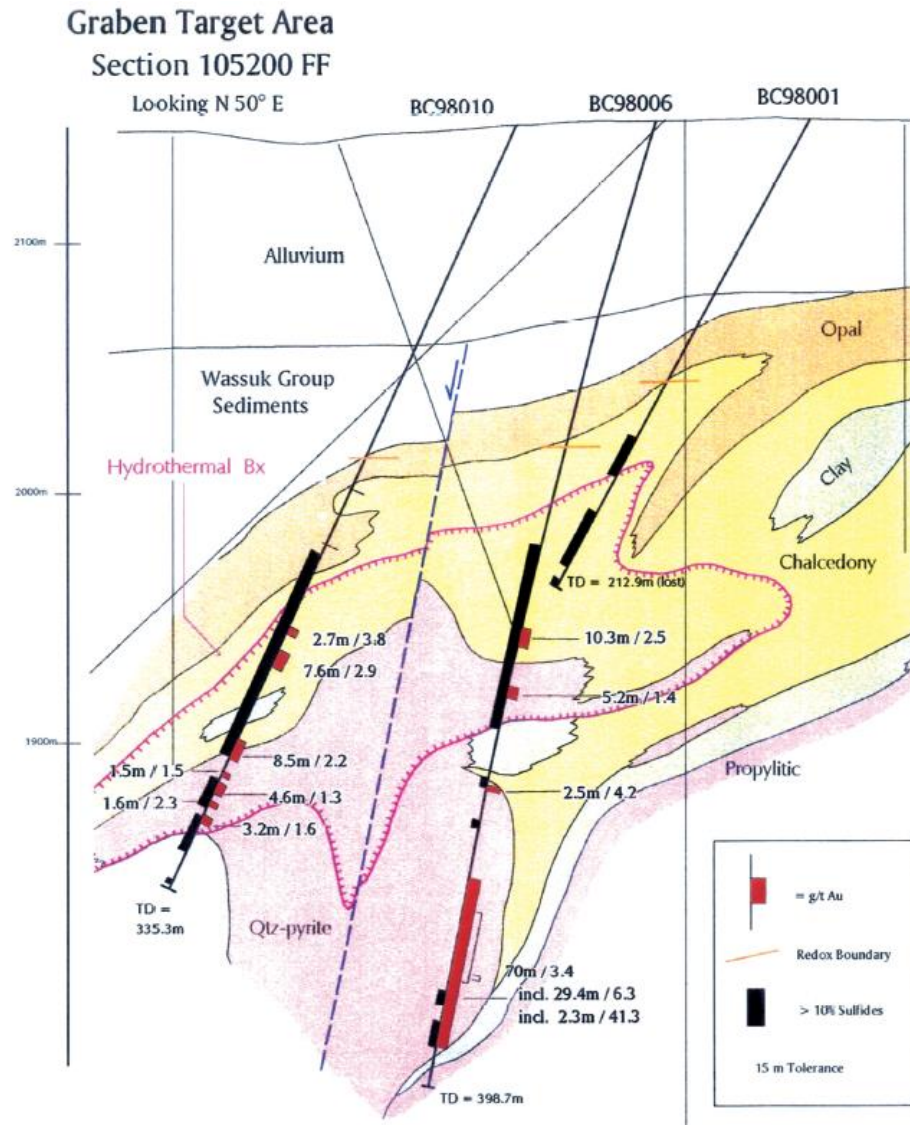 Graben Target Area
Section 105200 FF
Looking N 50° E
BC98010
BC98006
BC98001
2100m
Alluvium
Opal
Wassuk Group
Sediments
Hydrothermal Bx
Clay
2000m
Chalcedony
TD = 212.9m (lost)
2.7m / 3.8
10.3m / 2.5
7.6m / 2.9
5.2m / 1.4
1900m
8.5m / 2.2
1.5m / 1.5
Propylitic
4.6m / 1.3
2.5m / 4.2
1.6m / 2.3
3.2m / 1.6
= g/t Au
TD =
335.3m
Qtz-pyrite
Redox Boundary
70m / 3.4
incl. 29.4m / 6.3
incl. 2.3m / 41.3
> 10% Sulfides
15 m Tolerance
TD = 398.7m